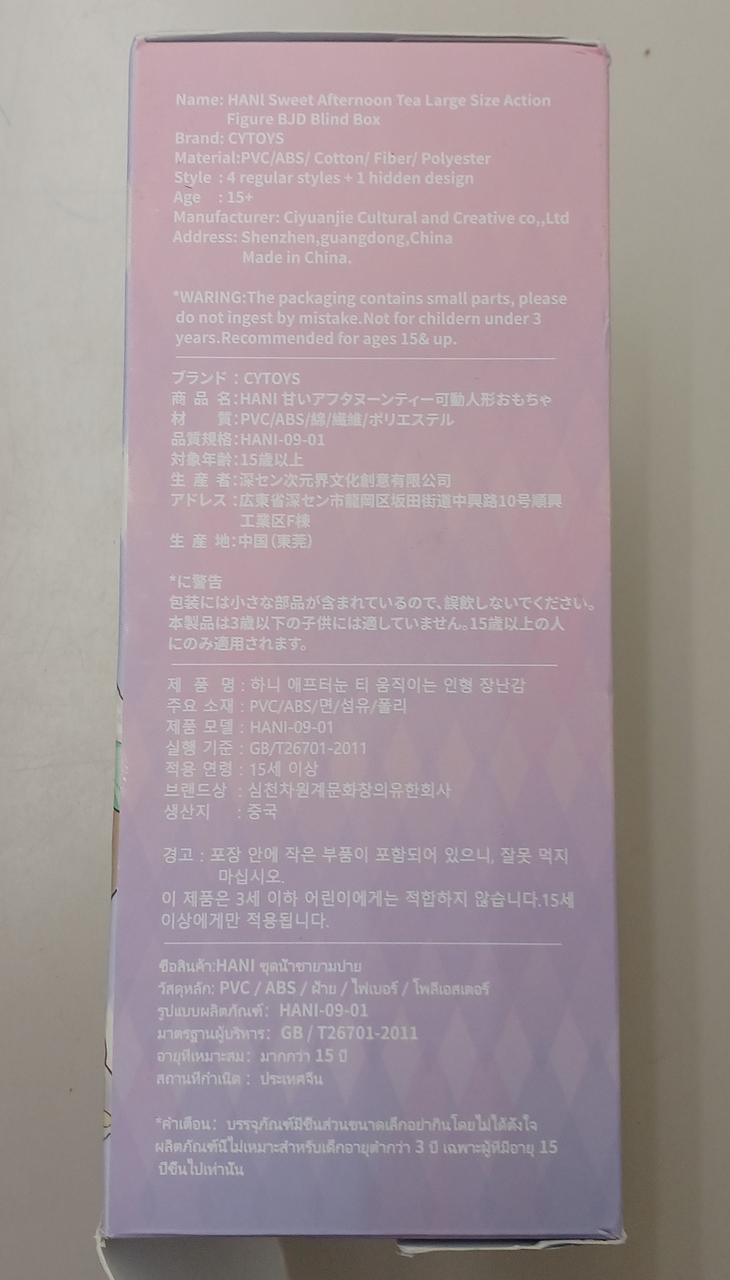 Name: HANI Sweet Afternoon Tea Large Size Action
Figure BJD Blind Box
Brand: CYTOYS
Material:PVC/ABS/ Cotton/ Fiber/ Polyester
Style : 4 regular styles + 1 hidden design
Age : 15+
Manufacturer: Ciyuanjie Cultural and Creative co,,Ltd
Address: Shenzhen,guangdong,China
Made in China.
*WARING:The packaging contains small parts, please
do not ingest by mistake.Not for childern under 3
years.Recommended for ages 15& up.
ブランド : CYTOYS
商 品 名:HANI 甘いアフタヌーンティー可動人形おもちゃ
材 質:PVC/ABS/綿/繊維/ポリエステル
品質規格:HANI-09-01
対象年齢:15歳以上
生 産 者:深セン次元界文化創意有限公司
アドレス :広東省深セン市龍岡区坂田街道中興路10号順興
工業区F棟
生 産 地:中国(東莞)
*に警告
包装には小さな部品が含まれているので、誤飲しないでください。
本製品は3歳以下の子供には適していません。15歳以上の人
にのみ適用されます。
제 품 명 : 하니 애프터눈 티 움직이는 인형 장난감
주요 소재 : PVC/ABS/면/섬유/폴리
제품 모델 : HANI-09-01
실행 기준 : GB/T26701-2011
적용 연령 : 15세 이상
브랜드상 : 심천차원계문화창의유한회사
생산지 : 중국
경고 : 포장 안에 작은 부품이 포함되어 있으니, 잘못 먹지
마십시오.
이 제품은 3세 이하 어린이에게는 적합하지 않습니다.15세
이상에게만 적용됩니다.
ชื่อสินค้า:HANI ชุดน้ำชายามบ่าย
วัสดุหลัก: PVC / ABS / ฝ้าย / ไฟเบอร์ / โพลีเอสเตอร์
รูปแบบผลิตภัณฑ์: HANI-09-01
มาตรฐานผู้บริหาร: GB / T26701-2011
อายุที่เหมาะสม: มากกว่า 15 ปี
สถานที่กำเนิด : ประเทศจีน
*คำเตือน: บรรจุภัณฑ์มีชิ้นส่วนขนาดเล็กอย่ากินโดยไม่ได้ตั้งใจ
ผลิตภัณฑ์นี้ไม่เหมาะสำหรับเด็กอายุต่ำกว่า 3 ปี เฉพาะผู้ที่มีอายุ 15
ปีขึ้นไปเท่านั้น